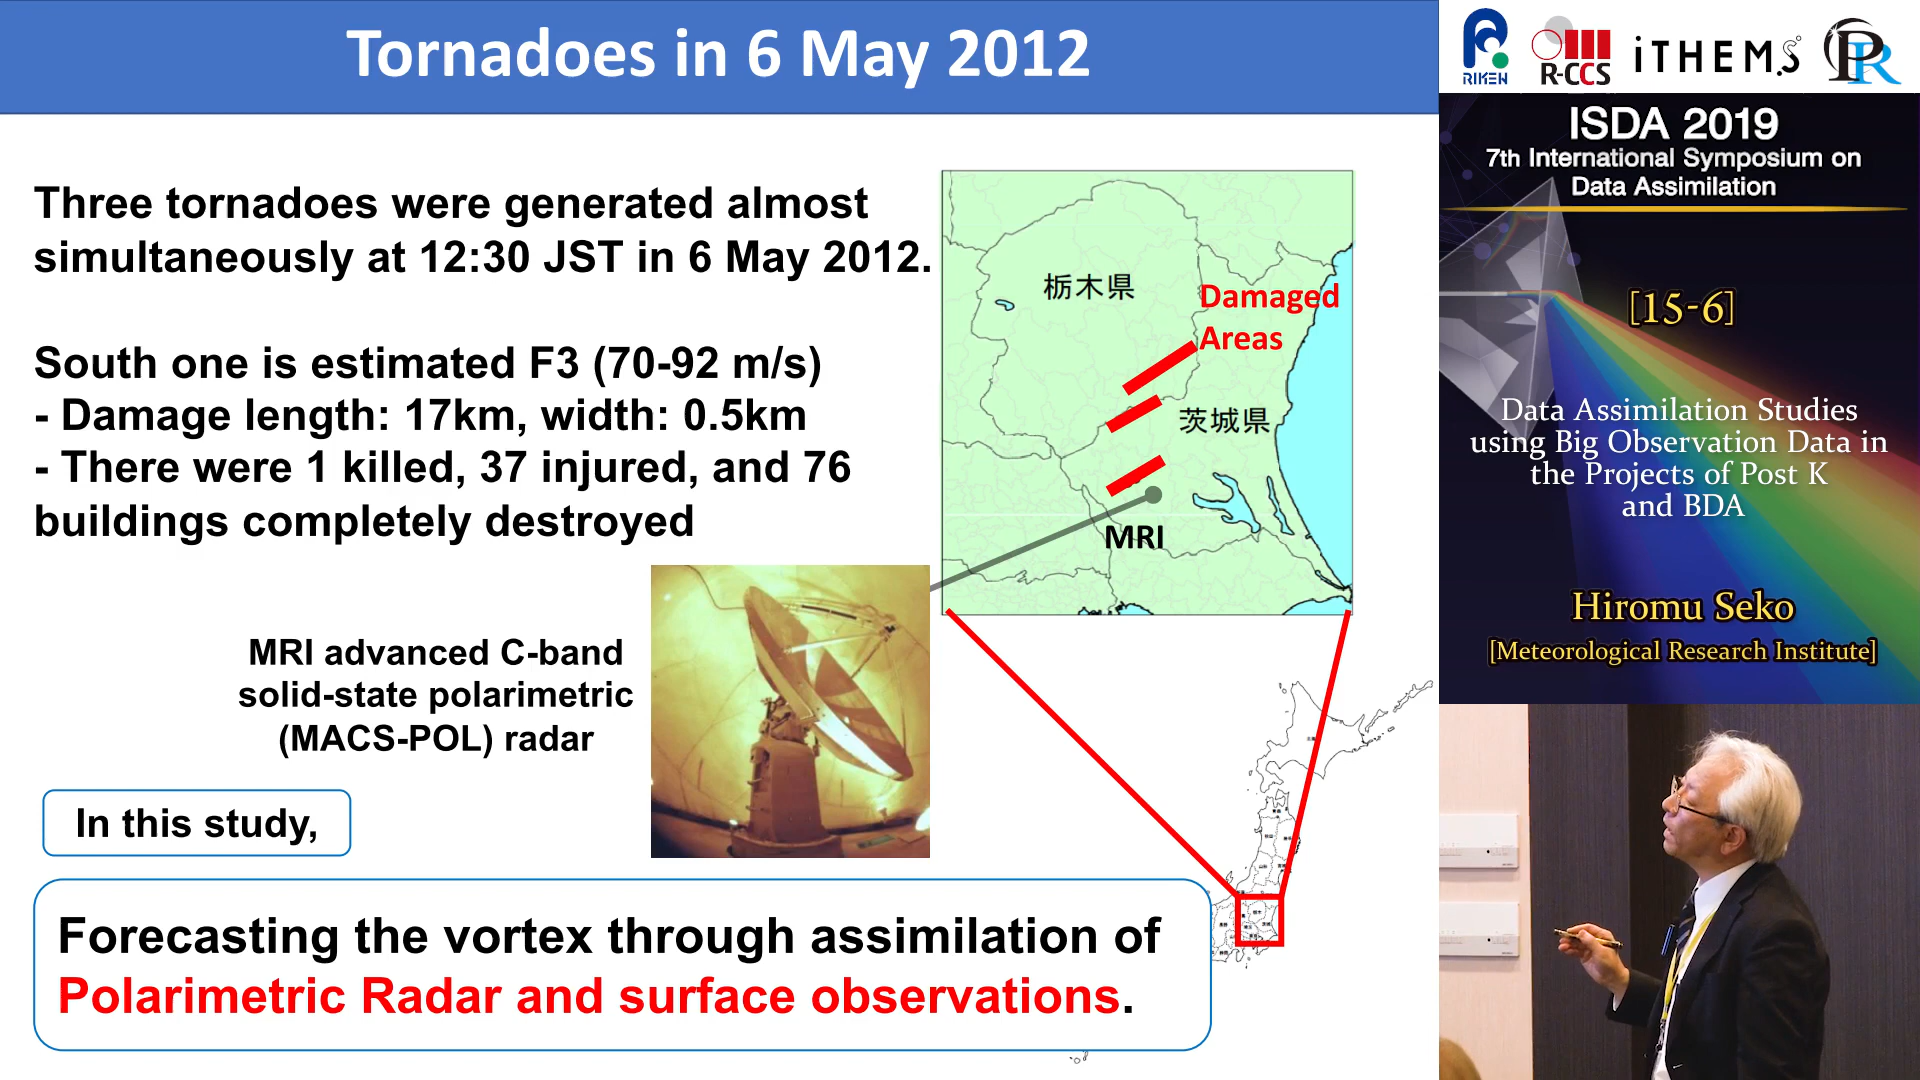 Tornadoes in 6 May 2012
Three tornadoes were generated almost
simultaneously at 12:30 JST in 6 May 2012.
South one is estimated F3 (70-92 m/s)
- Damage length: 17km, width: 0.5km
- There were 1 killed, 37 injured, and 76
buildings completely destroyed
栃木県
Damaged
Areas
茨城県
MRI
MRI advanced C-band
solid-state polarimetric
(MACS-POL) radar
In this study,
Forecasting the vortex through assimilation of
Polarimetric Radar and surface observations.
RIKEN
R-CCS
iTHEMS
PR
ISDA 2019
7th International Symposium on
Data Assimilation
[15-6]
Data Assimilation Studies
using Big Observation Data in
the Projects of Post K
and BDA
Hiromu Seko
[Meteorological Research Institute]